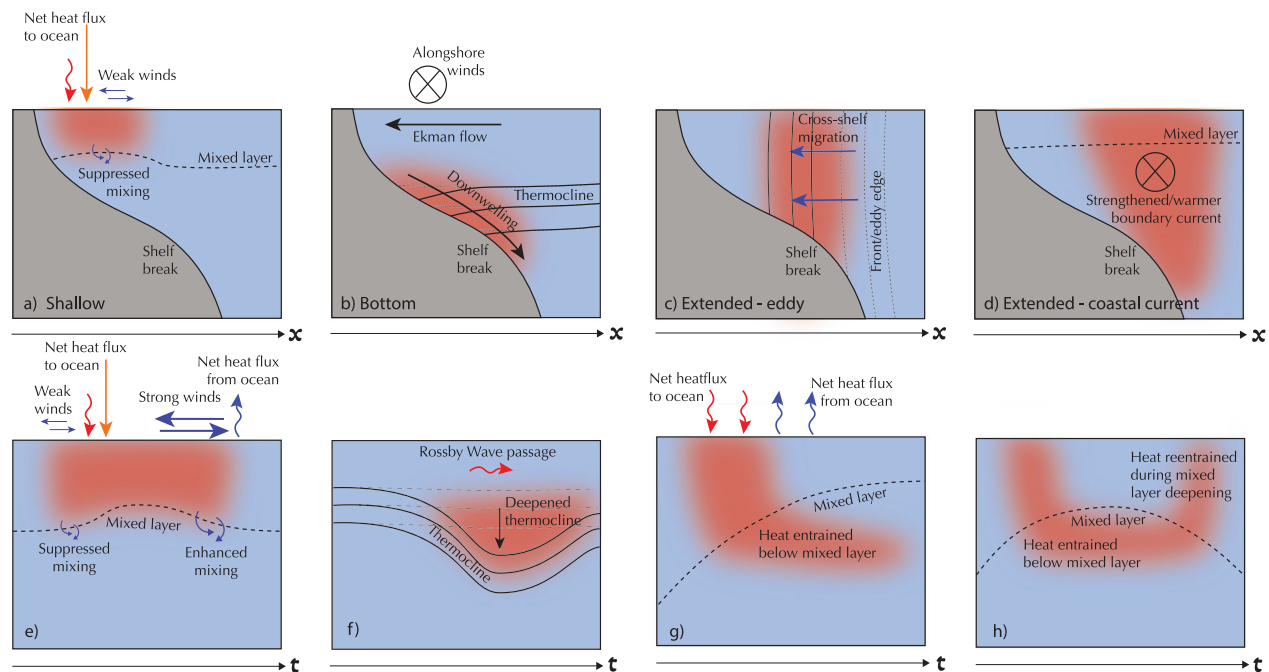 Net heat flux
to ocean
Weak winds
Mixed layer
Suppressed
mixing
Shelf
break
a) Shallow
x
Alongshore
winds
Ekman flow
Downwelling
Thermocline
Shelf
break
b) Bottom
x
Cross-shelf
migration
Front/eddy edge
Shelf
break
c) Extended - eddy
x
Mixed layer
Strengthened/warmer
boundary current
Shelf
break
d) Extended - coastal current
x
Net heat flux
to ocean
Weak
winds
Strong winds
Net heat flux
from ocean
Mixed layer
Suppressed
mixing
Enhanced
mixing
e)
t
Rossby Wave passage
Deepened
thermocline
Thermocline
f)
t
Net heatflux
to ocean
Net heat flux
from ocean
Mixed layer
Heat entrained
below mixed layer
g)
t
Heat reentrained
during mixed
layer deepening
Mixed layer
Heat entrained
below mixed layer
h)
t